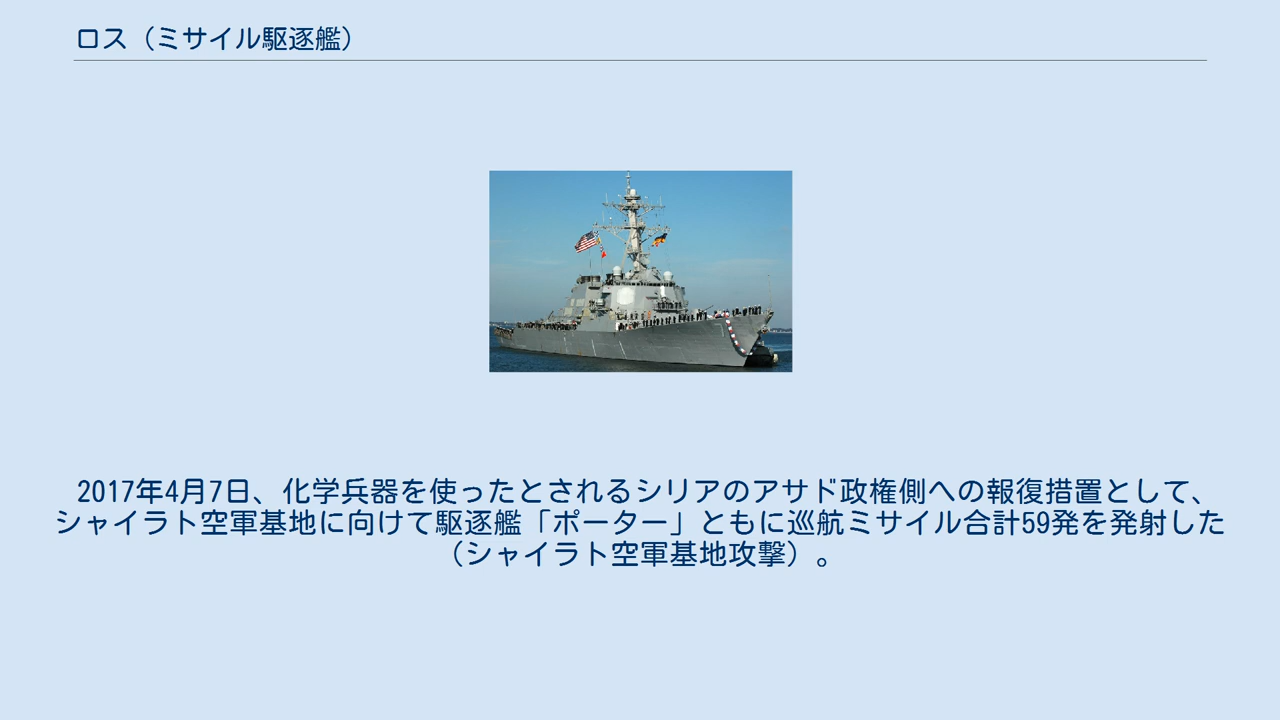 ロス（ミサイル駆逐艦）
2017年4月7日、化学兵器を使ったとされるシリアのアサド政権側への報復措置として、
シャイラト空軍基地に向けて駆逐艦「ポーター」ともに巡航ミサイル合計59発を発射した
（シャイラト空軍基地攻撃）。